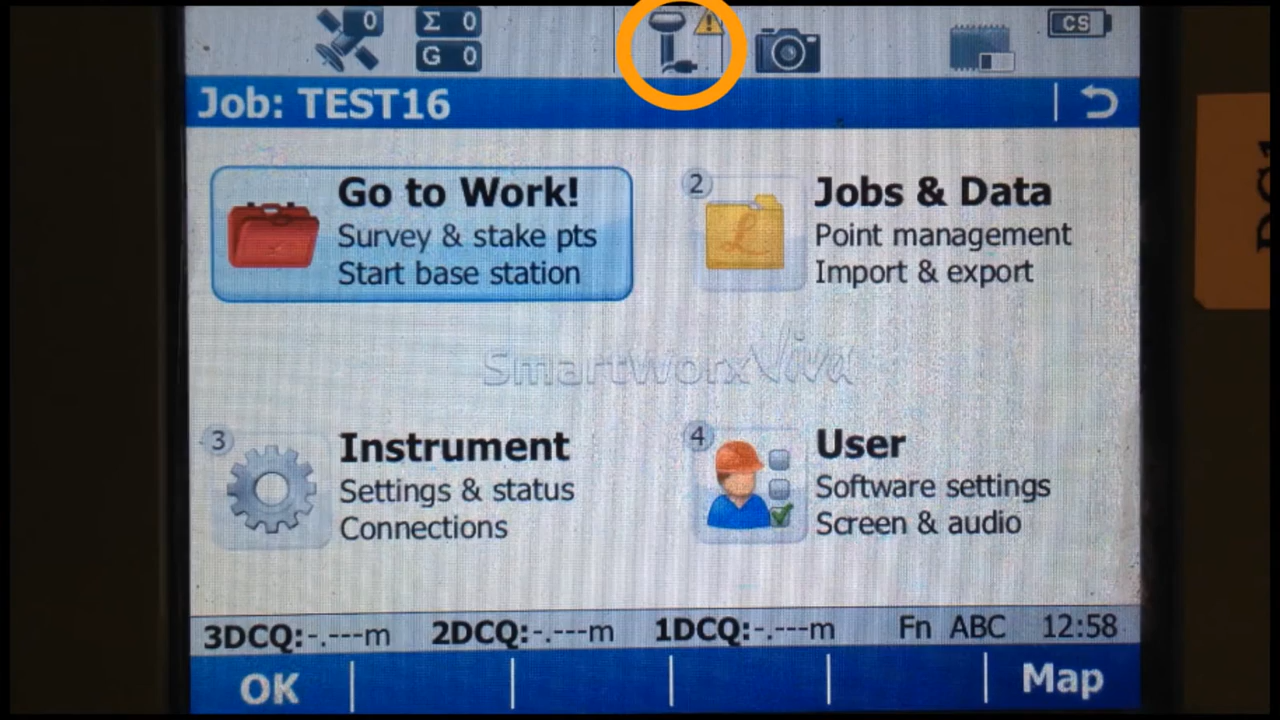 0
Σ 0
G 0
CS
Job: TEST16
Go to Work!
Survey & stake pts
Start base station
2
Jobs & Data
Point management
Import & export
SmartWorx Viva
3
Instrument
Settings & status
Connections
4
User
Software settings
Screen & audio
3DCQ:-.---m 2DCQ:-.---m 1DCQ:-.---m Fn ABC 12:58
OK Map